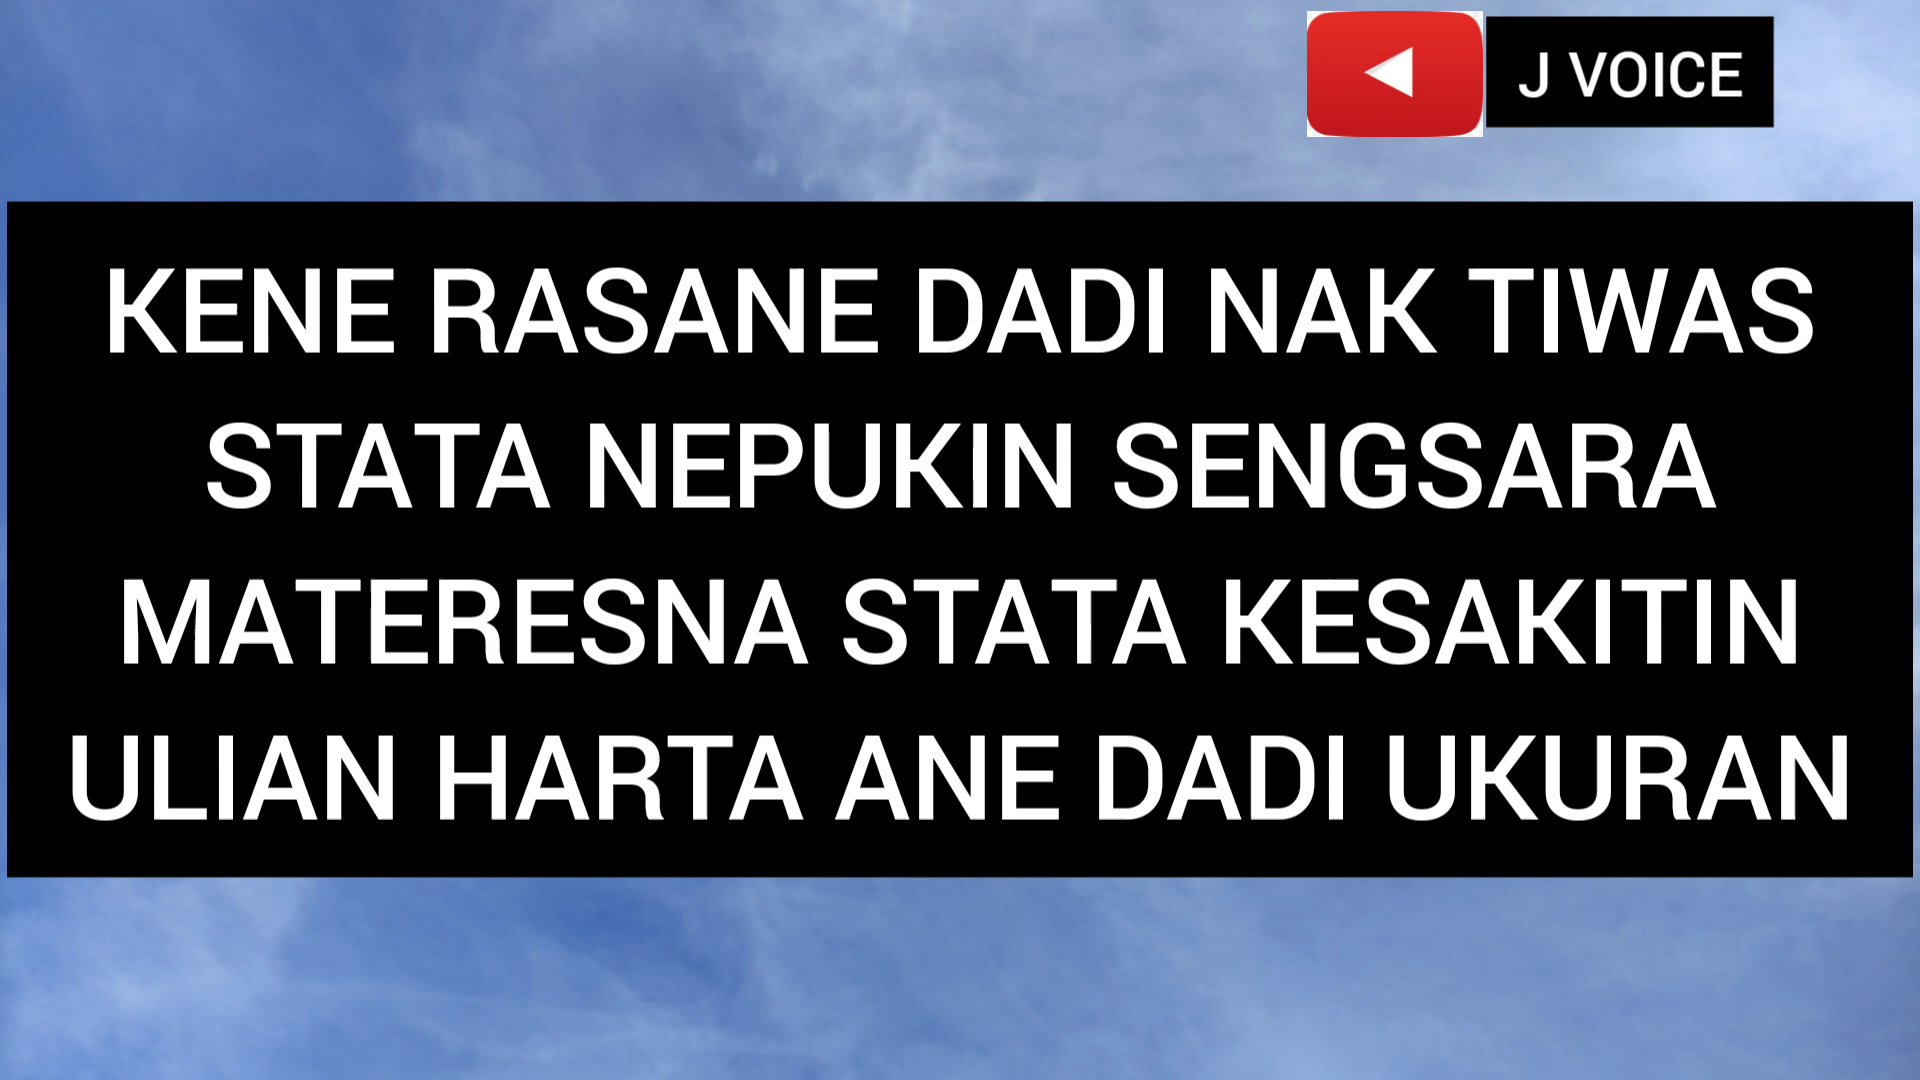 J VOICE
KENE RASANE DADI NAK TIWAS
STATA NEPUKIN SENGSARA
MATERESNA STATA KESAKITIN
ULIAN HARTA ANE DADI UKURAN